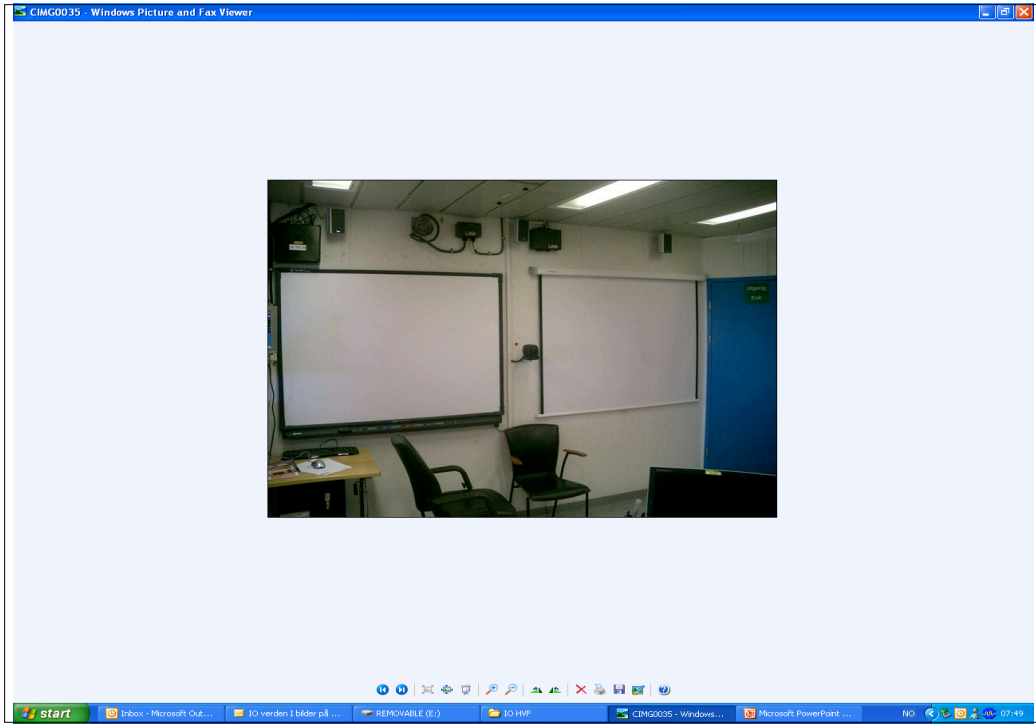 CIMG0035 - Windows Picture and Fax Viewer
Utgang
Exit
start
Inbox - Microsoft Out...
IO verden I bilder på ...
REMOVABLE (E:)
IO HVF
CIMG0035 - Windows...
Microsoft PowerPoint ...
NO
07:49